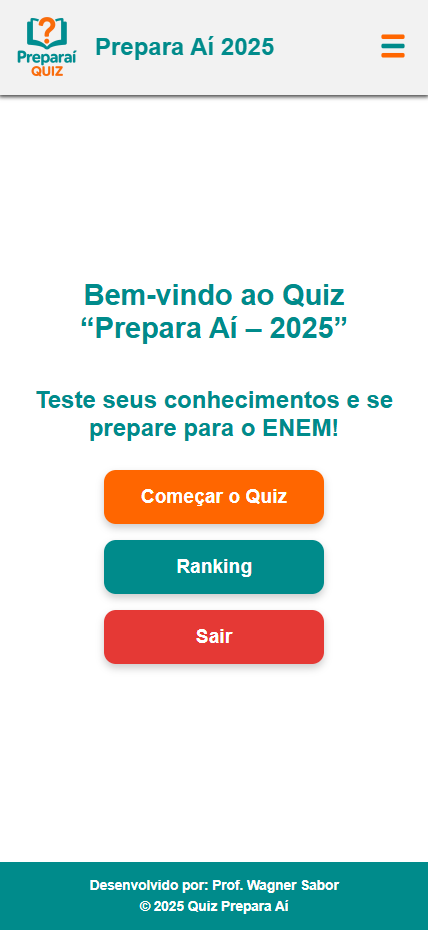 Preparaí
QUIZ
Prepara Aí 2025
Bem-vindo ao Quiz
“Prepara Aí – 2025”
Teste seus conhecimentos e se
prepare para o ENEM!
Começar o Quiz
Ranking
Sair
Desenvolvido por: Prof. Wagner Sabor
© 2025 Quiz Prepara Aí